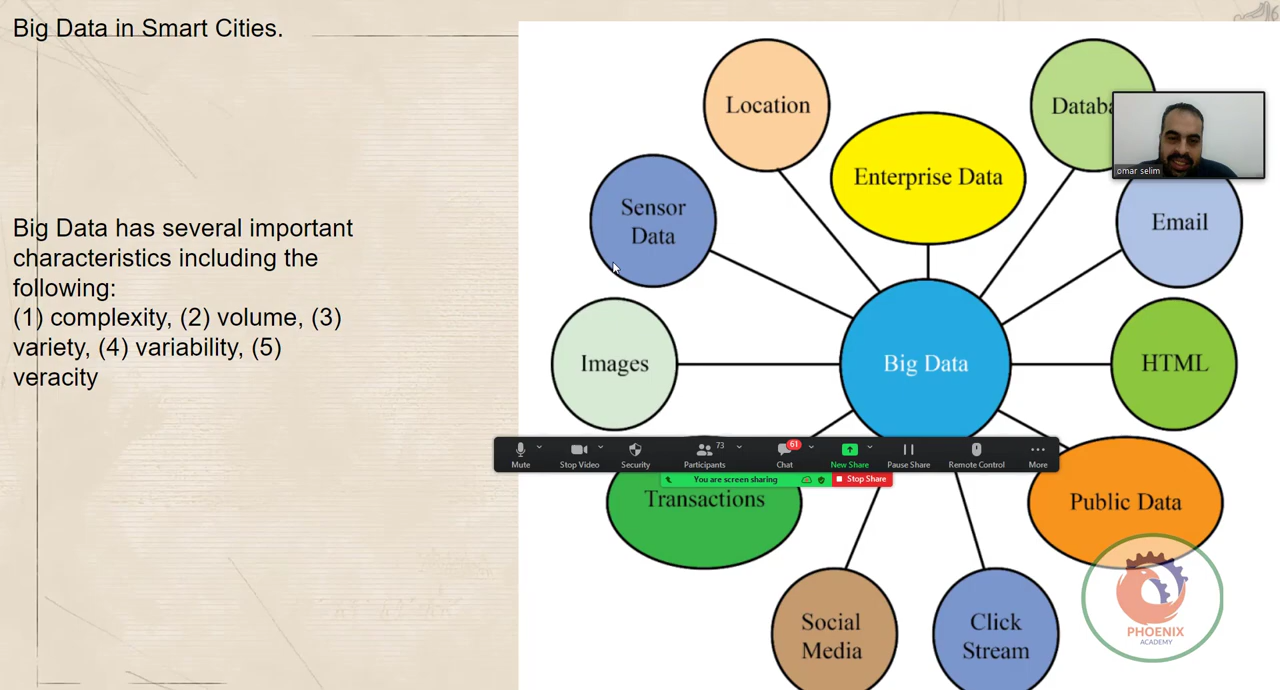 Big Data in Smart Cities.
Big Data has several important
characteristics including the
following:
(1) complexity, (2) volume, (3)
variety, (4) variability, (5)
veracity
Location
Enterprise Data
omar selim
Sensor
Data
Email
Images
Big Data
HTML
Mute
Stop Video
Security
73
Participants
61
Chat
New Share
Pause Share
Remote Control
More
You are screen sharing
Stop Share
Transactions
Public Data
Social
Media
Click
Stream
PHOENIX
ACADEMY